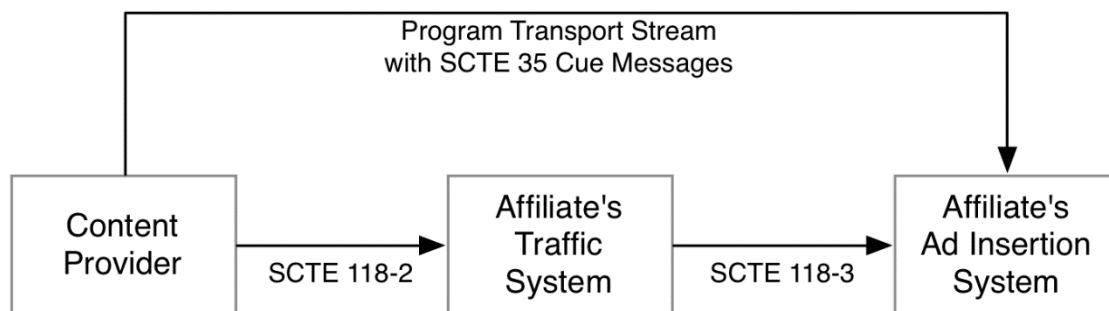 Program Transport Stream
with SCTE 35 Cue Messages
Content
Provider
SCTE 118-2
Affiliate's
Traffic
System
SCTE 118-3
Affiliate's
Ad Insertion
System